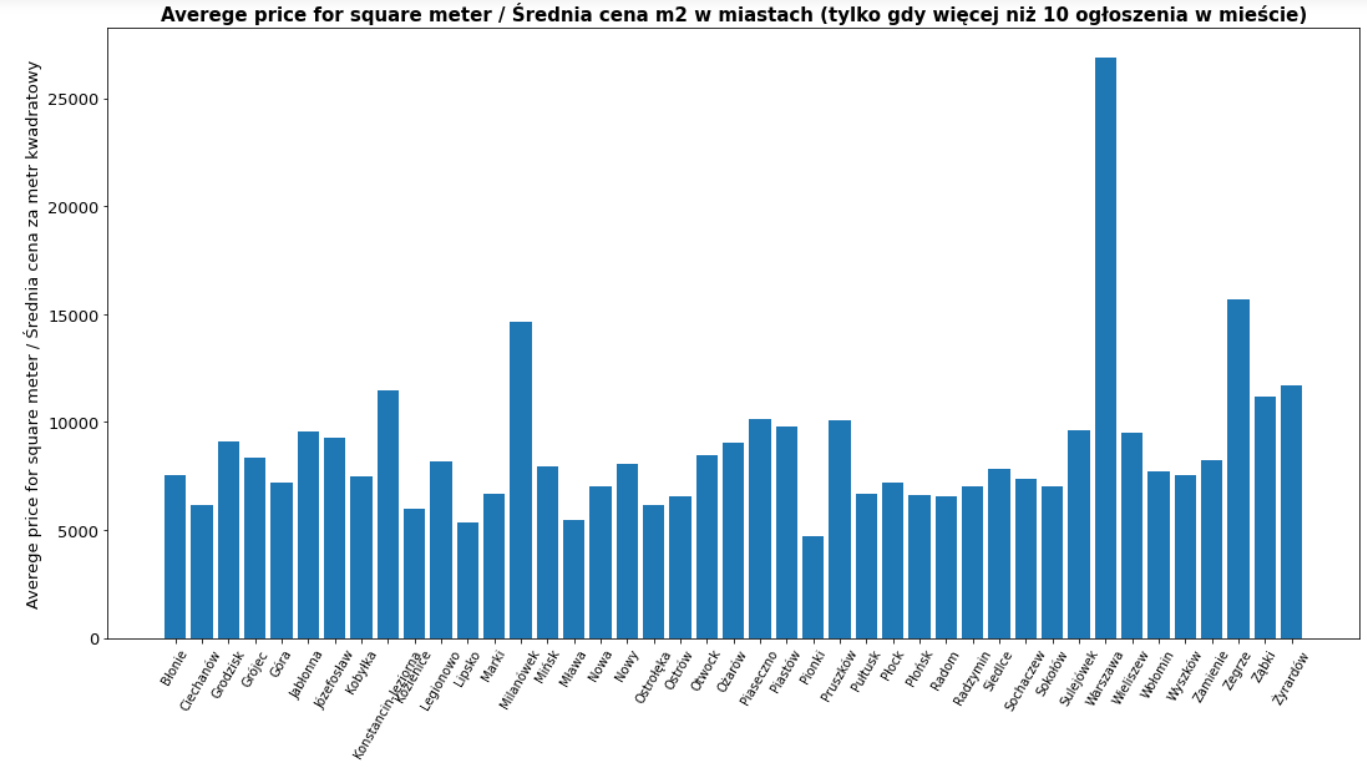 Averege price for square meter / Średnia cena m2 w miastach (tylko gdy więcej niż 10 ogłoszenia w mieście)
Averege price for square meter / Średnia cena za metr kwadratowy
25000
20000
15000
10000
5000
0
Błonie
Ciechanów
Grodzisk
Grójec
Góra
Jabłonna
Józefosław
Kobyłka
Konstancin-Jeziorna
Kozienice
Legionowo
Lipsko
Marki
Milanówek
Mińsk
Mława
Nowa
Nowy
Ostrołęka
Ostrów
Otwock
Ożarów
Piaseczno
Piastów
Pionki
Pruszków
Pułtusk
Płock
Płońsk
Radom
Radzymin
Siedlce
Sochaczew
Sokołów
Sulejówek
Warszawa
Wieliszew
Wołomin
Wyszków
Zamienie
Zegrze
Ząbki
Żyrardów